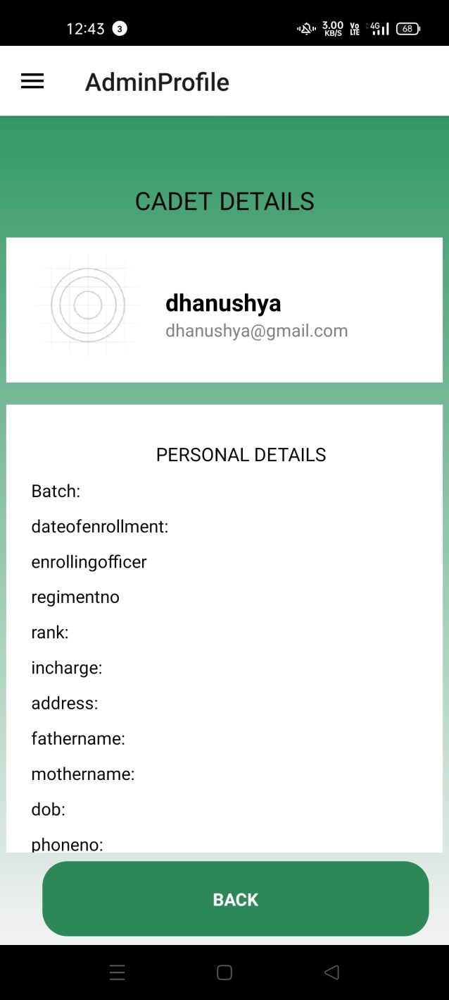 12:43 3 3.00 KB/S Vo LTE 4G 68
AdminProfile
CADET DETAILS
dhanushya
dhanushya@gmail.com
PERSONAL DETAILS
Batch:
dateofenrollment:
enrollingofficer
regimentno
rank:
incharge:
address:
fathername:
mothername:
dob:
phoneno:
BACK